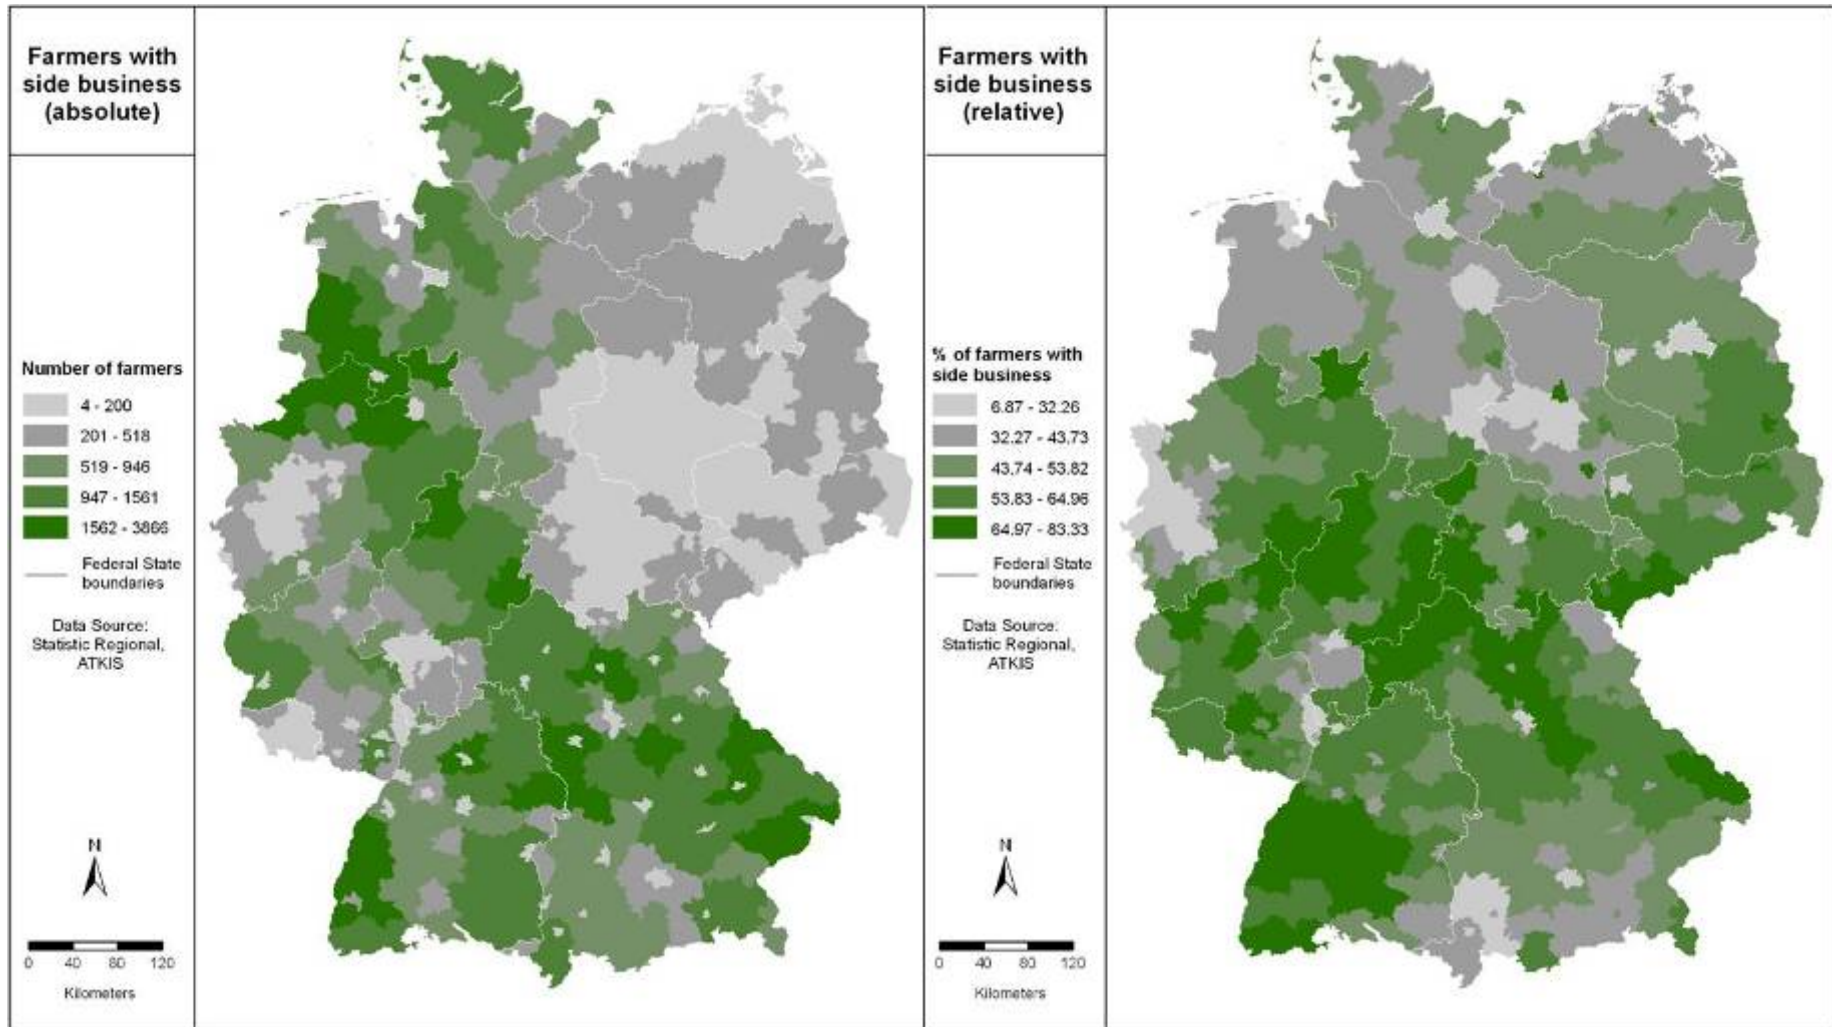 Farmers with
side business
(absolute)
Number of farmers
4 - 200
201 - 518
519 - 946
947 - 1561
1562 - 3866
Federal State
boundaries
Data Source:
Statistic Regional,
ATKIS
N
0 40 80 120
Kilometers
Farmers with
side business
(relative)
% of farmers with
side business
6.87 - 32.26
32.27 - 43.73
43.74 - 53.82
53.83 - 64.96
64.97 - 83.33
Federal State
boundaries
Data Source:
Statistic Regional,
ATKIS
N
0 40 80 120
Kilometers